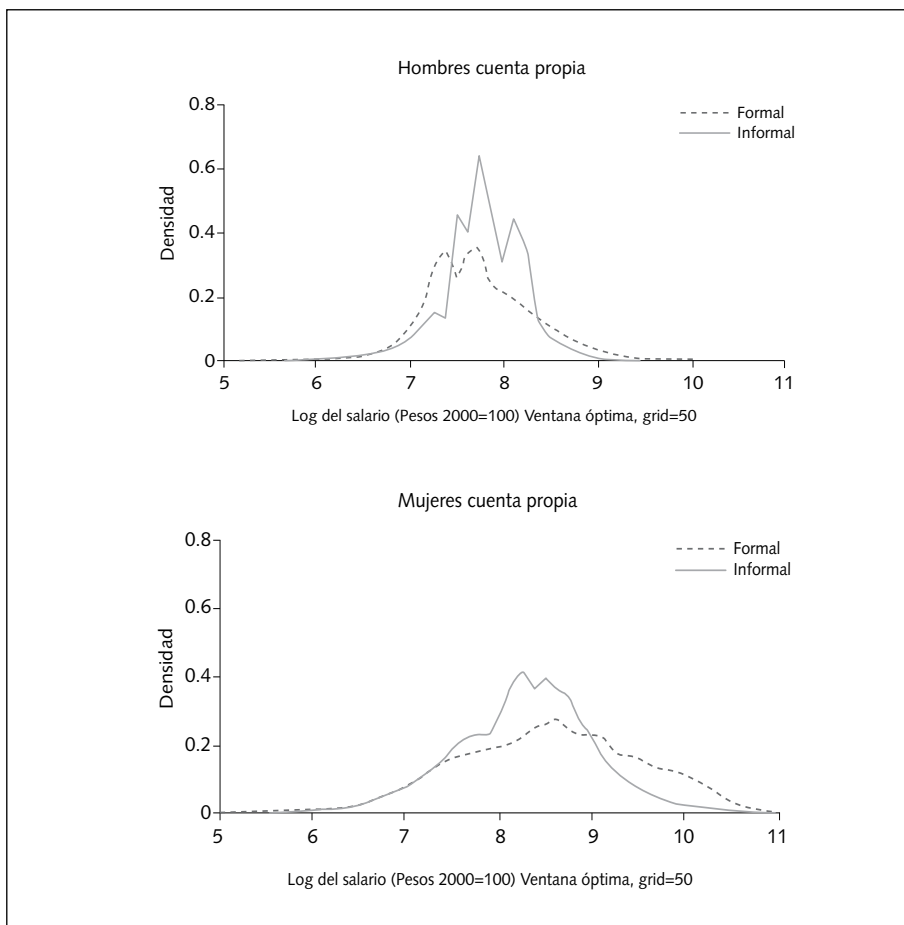 Hombres cuenta propia
0.8
0.6
0.4
0.2
0
Densidad
Formal
Informal
5 6 7 8 9 10 11
Log del salario (Pesos 2000=100) Ventana óptima, grid=50
Mujeres cuenta propia
0.8
0.6
0.4
0.2
0
Densidad
Formal
Informal
5 6 7 8 9 10 11
Log del salario (Pesos 2000=100) Ventana óptima, grid=50